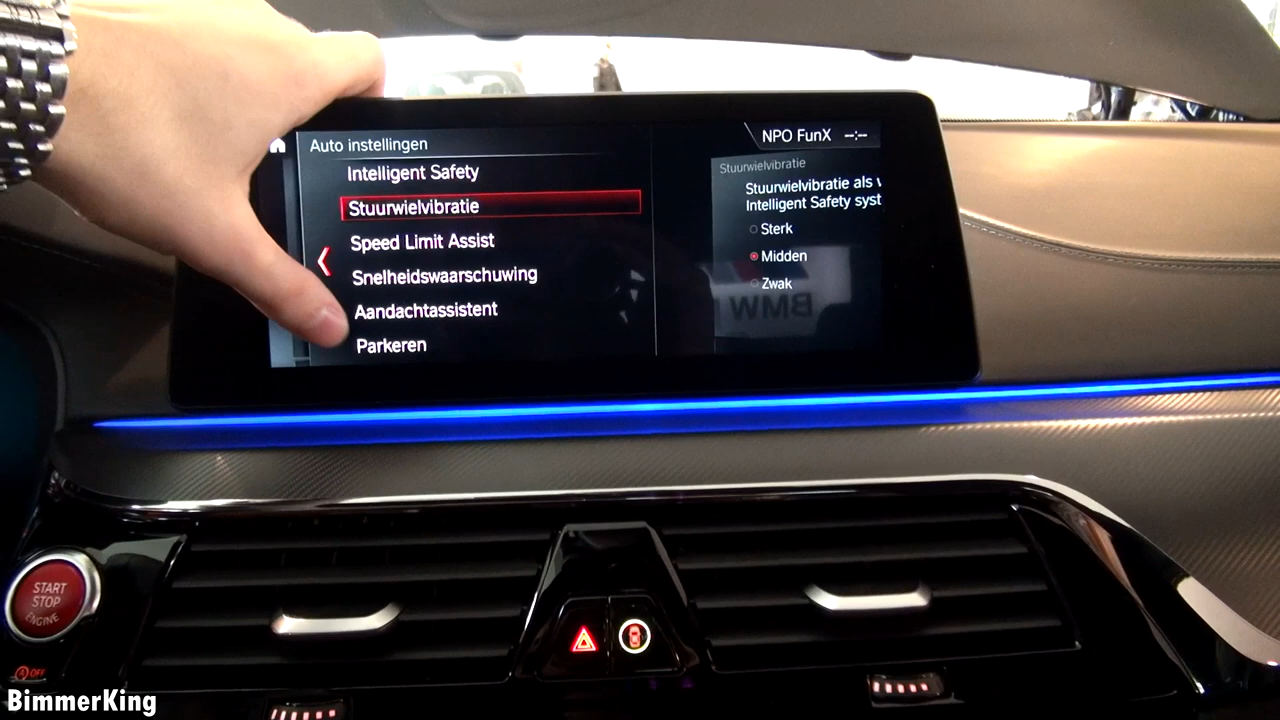 Auto instellingen
Intelligent Safety
Stuurwielvibratie
Speed Limit Assist
Snelheidswaarschuwing
Aandachtassistent
Parkeren
NPO FunX --:--
Stuurwielvibratie
Stuurwielvibratie als
Intelligent Safety syst
Sterk
Midden
Zwak
BMW
START
STOP
ENGINE
A OFF
BimmerKing